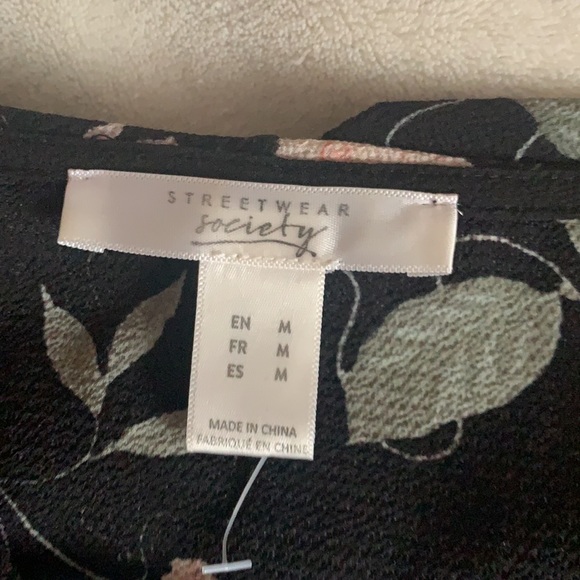 STREETWEAR
society
EN M
FR M
ES M
MADE IN CHINA
FABRIQUÉ EN CHINE